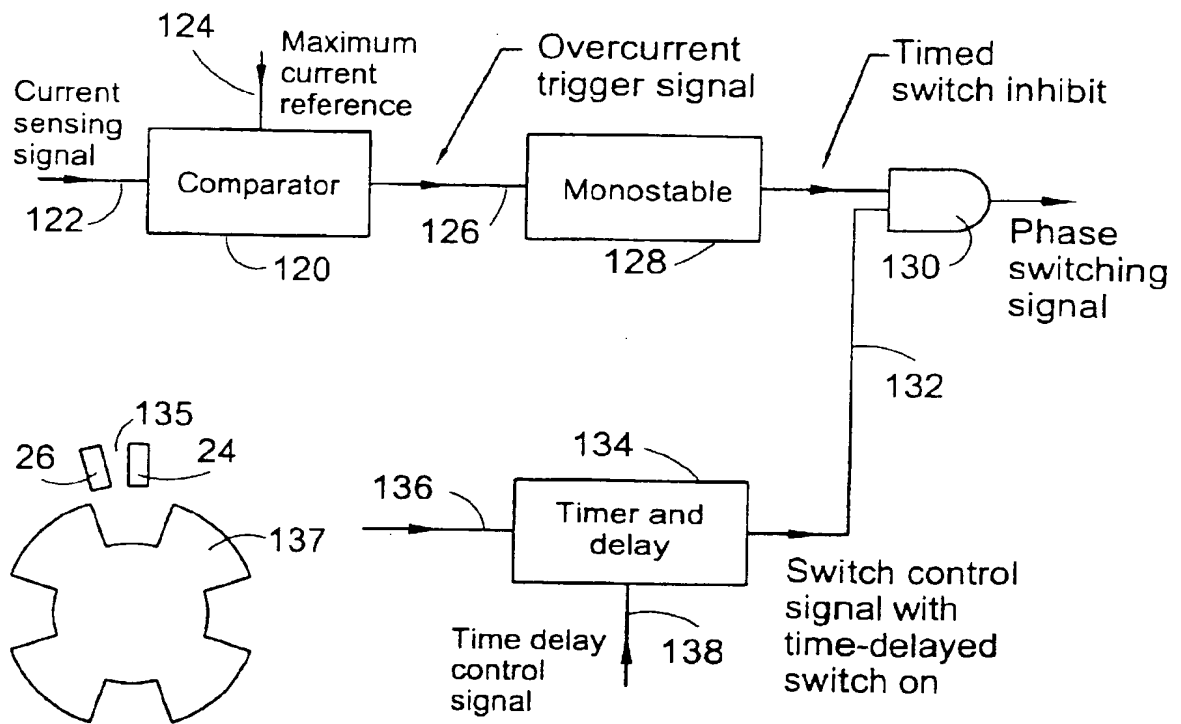 124
Maximum
current
reference
Overcurrent
trigger signal
Timed
switch inhibit
Current
sensing
signal
Comparator
Monostable
122
120
126
128
130
Phase
switching
signal
132
135
26
24
137
134
136
Timer and
delay
138
Time delay
control
signal
Switch control
signal with
time-delayed
switch on